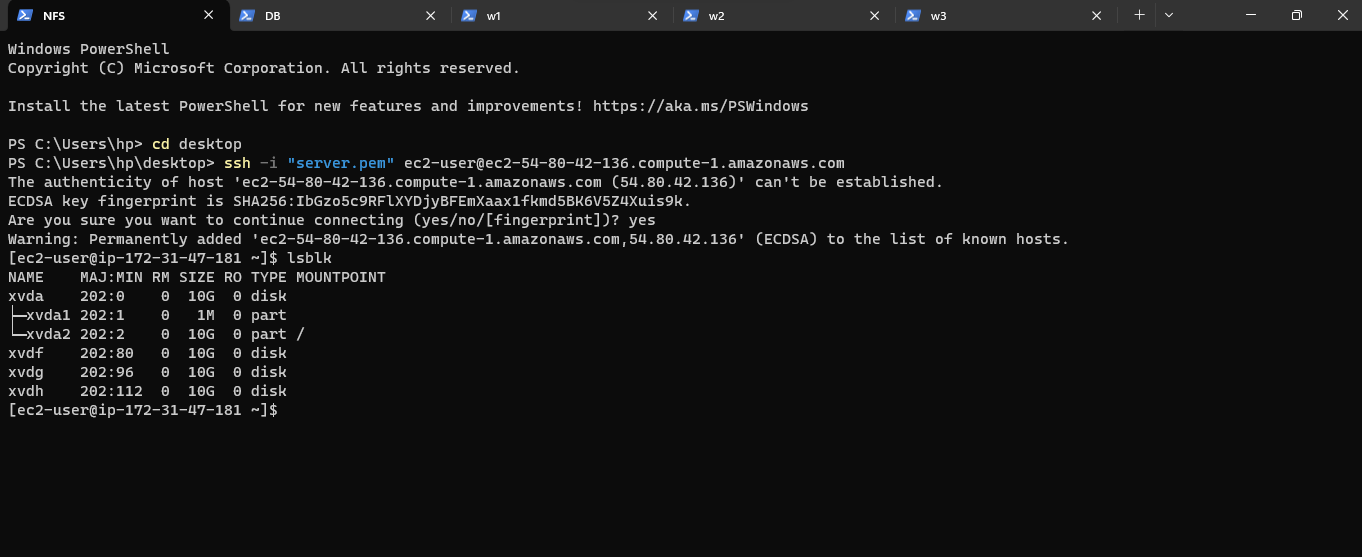 NFS
DB
w1
w2
w3
Windows PowerShell
Copyright (C) Microsoft Corporation. All rights reserved.
Install the latest PowerShell for new features and improvements! https://aka.ms/PSWindows
PS C:\Users\hp> cd desktop
PS C:\Users\hp\desktop> ssh -i "server.pem" ec2-user@ec2-54-80-42-136.compute-1.amazonaws.com
The authenticity of host 'ec2-54-80-42-136.compute-1.amazonaws.com (54.80.42.136)' can't be established.
ECDSA key fingerprint is SHA256:IbGzo5c9RFlXYDjyBFEmXaax1fkmd5BK6V5Z4Xuis9k.
Are you sure you want to continue connecting (yes/no/[fingerprint])? yes
Warning: Permanently added 'ec2-54-80-42-136.compute-1.amazonaws.com,54.80.42.136' (ECDSA) to the list of known hosts.
[ec2-user@ip-172-31-47-181 ~]$ lsblk
NAME    MAJ:MIN RM SIZE RO TYPE MOUNTPOINT
xvda    202:0    0  10G  0 disk
├─xvda1 202:1    0   1M  0 part
└─xvda2 202:2    0  10G  0 part /
xvdf    202:80   0  10G  0 disk
xvdg    202:96   0  10G  0 disk
xvdh    202:112  0  10G  0 disk
[ec2-user@ip-172-31-47-181 ~]$